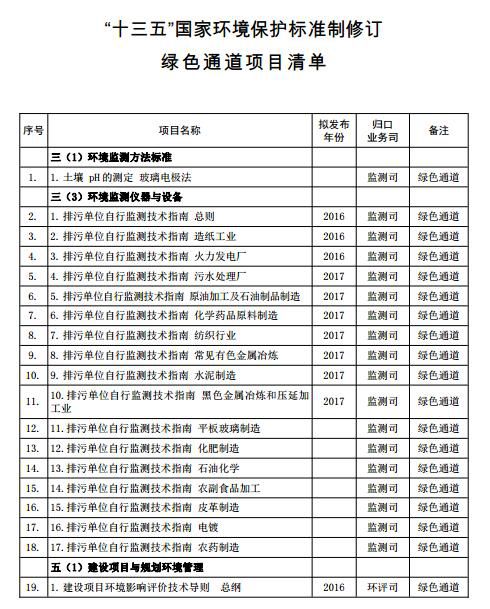 “十三五”国家环境保护标准制修订
绿色通道项目清单
序号 项目名称 拟发布年份 归口业务司 备注
三（1）环境监测方法标准
1. 1.土壤 pH的测定 玻璃电极法 监测司 绿色通道
三（3）环境监测仪器与设备
2. 1.排污单位自行监测技术指南 总则 2016 监测司 绿色通道
3. 2.排污单位自行监测技术指南 造纸工业 2016 监测司 绿色通道
4. 3.排污单位自行监测技术指南 火力发电厂 2016 监测司 绿色通道
5. 4.排污单位自行监测技术指南 污水处理厂 2017 监测司 绿色通道
6. 5.排污单位自行监测技术指南 原油加工及石油制品制造 2017 监测司 绿色通道
7. 6.排污单位自行监测技术指南 化学药品原料制造 2017 监测司 绿色通道
8. 7.排污单位自行监测技术指南 纺织行业 2017 监测司 绿色通道
9. 8.排污单位自行监测技术指南 常见有色金属冶炼 2017 监测司 绿色通道
10. 9.排污单位自行监测技术指南 水泥制造 2017 监测司 绿色通道
11. 10.排污单位自行监测技术指南 黑色金属冶炼和压延加
工业 2017 监测司 绿色通道
12. 11.排污单位自行监测技术指南 平板玻璃制造 监测司 绿色通道
13. 12.排污单位自行监测技术指南 化肥制造 监测司 绿色通道
14. 13.排污单位自行监测技术指南 石油化学 监测司 绿色通道
15. 14.排污单位自行监测技术指南 农副食品加工 监测司 绿色通道
16. 15.排污单位自行监测技术指南 皮革制造 监测司 绿色通道
17. 16.排污单位自行监测技术指南 电镀 监测司 绿色通道
18. 17.排污单位自行监测技术指南 农药制造 监测司 绿色通道
五（1）建设项目与规划环境管理
19. 1.建设项目环境影响评价技术导则 总纲 2016 环评司 绿色通道